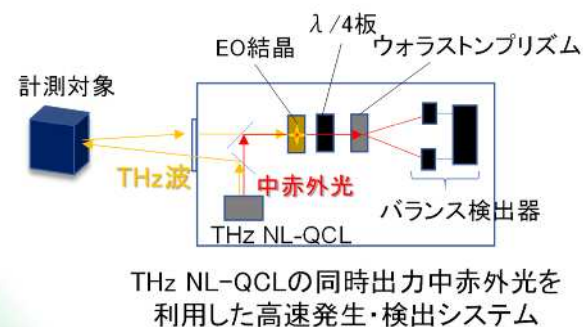 λ/4板
EO結晶
ウォラストンプリズム
計測対象
THz波
中赤外光
バランス検出器
THz NL-QCL
THz NL-QCLの同時出力中赤外光を
利用した高速発生・検出システム